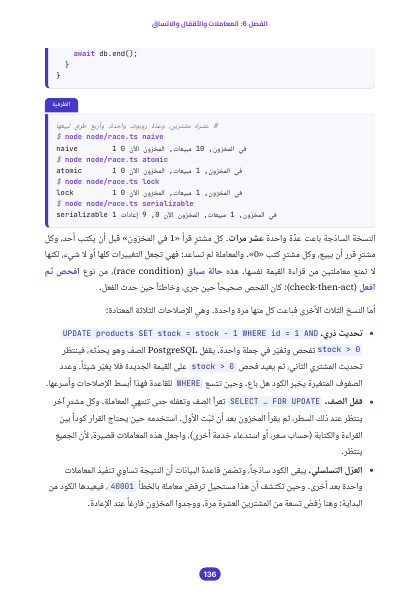 الفصل 6: المعاملات والأقفال والاتساق
await db.end();
}
}
الطرفية
# عشرة مشترين، وعدّة روبوت واحدة، وأربع طرق لبيعها
$ node node/race.ts naive
naive 1 في المخزون, 10 مبيعات, المخزون الآن 0
$ node node/race.ts atomic
atomic 1 في المخزون, 1 مبيعات, المخزون الآن 0
$ node node/race.ts lock
lock 1 في المخزون, 1 مبيعات, المخزون الآن 0
$ node node/race.ts serializable
serializable 1 في المخزون, 1 مبيعات, المخزون الآن 0, 9 إعادات
النسخة الساذجة باعت عدّة واحدة عشر مرات. كل مشترٍ قرأ «1 في المخزون» قبل أن يكتب أحد، وكل
مشترٍ قرر أن يبيع، وكل مشترٍ كتب «0». والمعاملة لم تساعد: فهي تجعل التغييرات كلها أو لا شيء، لكنها
لا تمنع معاملتين من قراءة القيمة نفسها. هذه حالة سباق (race condition)، من نوع افحص ثم
افعل (check-then-act): كان الفحص صحيحاً حين جرى، وخاطئاً حين حدث الفعل.
أما النسخ الثلاث الأخرى فباعت كل منها مرة واحدة. وهي الإصلاحات الثلاثة المعتادة:
• تحديث ذري. UPDATE products SET stock = stock - 1 WHERE id = 1 AND
stock > 0 تفحص وتغيّر في جملة واحدة. يقفل PostgreSQL الصف وهو يحدّثه، فينتظر
تحديث المشتري الثاني، ثم يعيد فحص stock > 0 على القيمة الجديدة فلا يغيّر شيئاً. وعدد
الصفوف المتغيرة يخبر الكود هل باع. وحين تتسع WHERE للقاعدة فهذا أبسط الإصلاحات وأسرعها.
• قفل الصف. SELECT … FOR UPDATE تقرأ الصف وتقفله حتى تنتهي المعاملة. وكل مشترٍ آخر
ينتظر عند ذلك السطر، ثم يقرأ المخزون بعد أن ثبّت الأول. استخدمه حين يحتاج القرار كوداً بين
القراءة والكتابة (حساب سعر، أو استدعاء خدمة أخرى)، واجعل هذه المعاملات قصيرة، لأن الجميع
ينتظر.
• العزل التسلسلي. يبقى الكود ساذجاً، وتضمن قاعدة البيانات أن النتيجة تساوي تنفيذ المعاملات
واحدة بعد أخرى. وحين تكتشف أن هذا مستحيل ترفض معاملة بالخطأ 40001، فيعيدها الكود من
البداية: وهنا رُفض تسعة من المشترين العشرة مرة، ووجدوا المخزون فارغاً عند الإعادة.
136